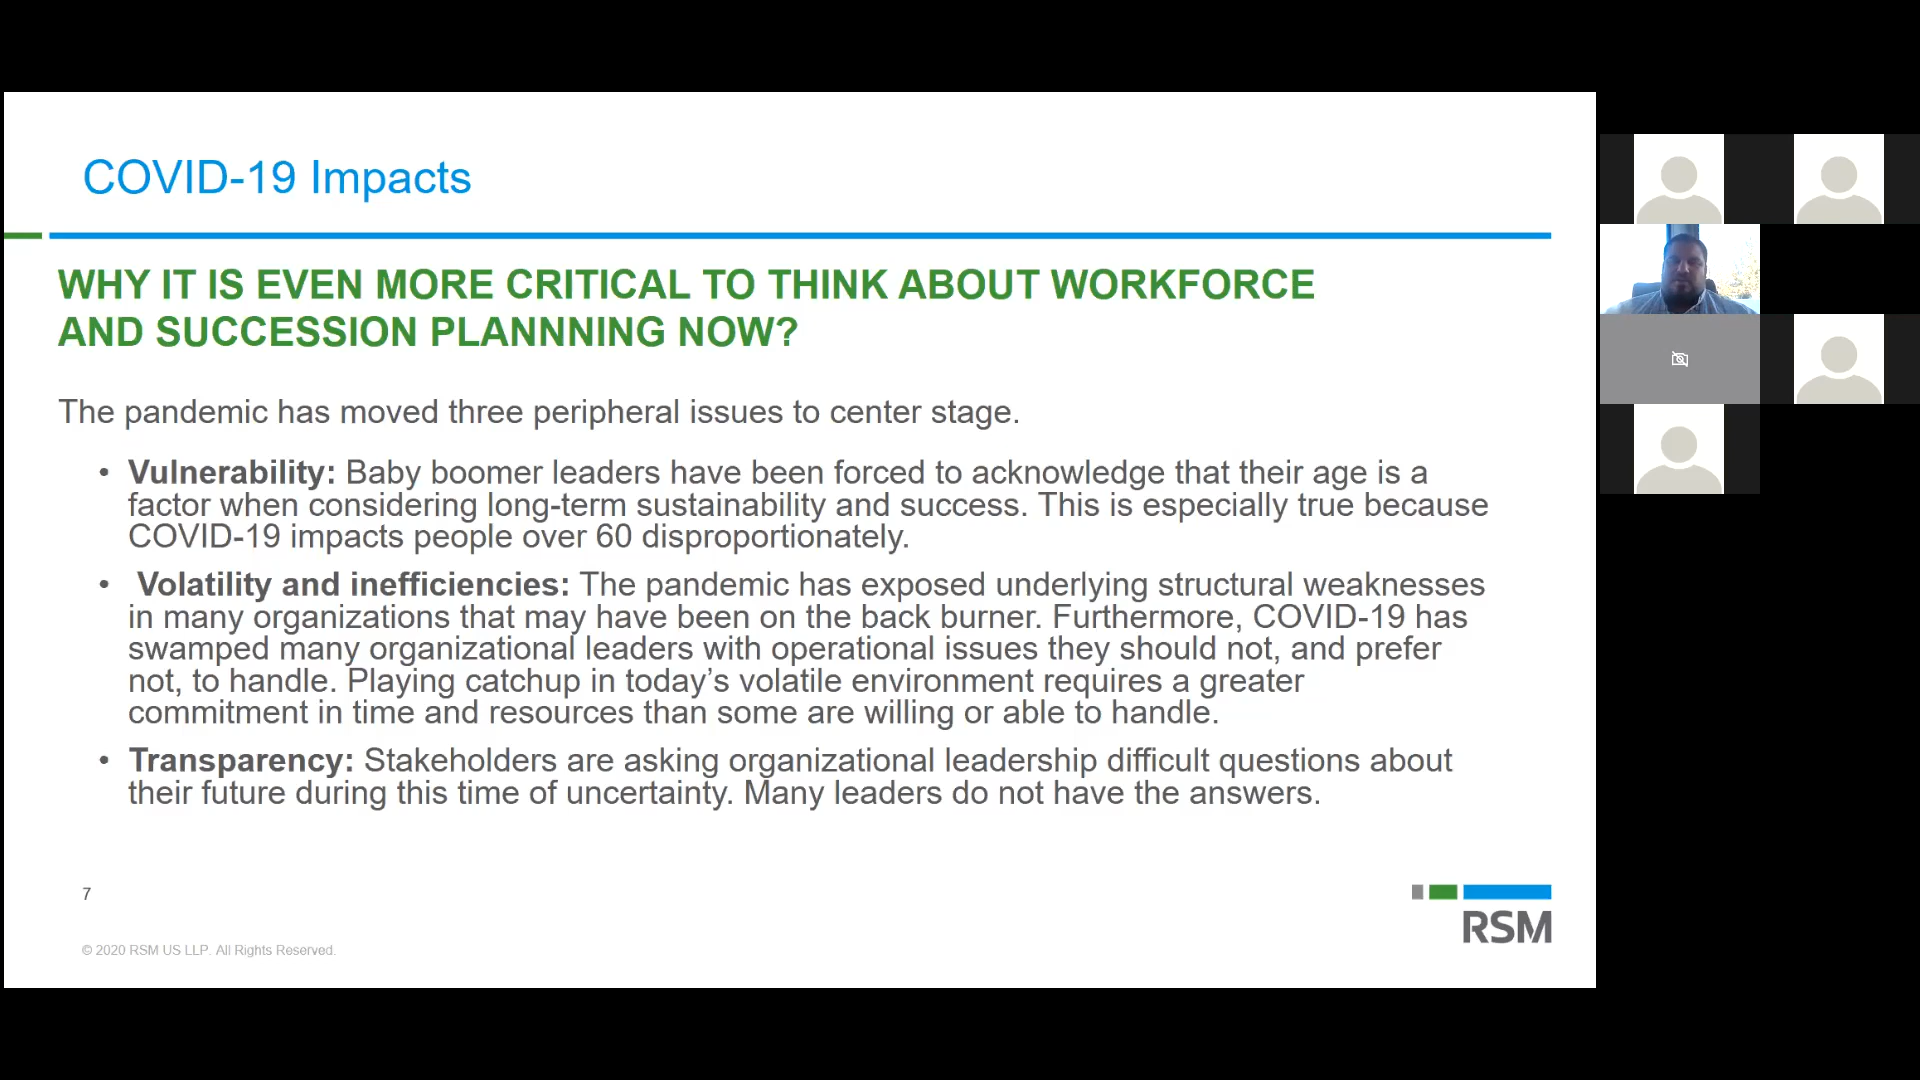 COVID-19 Impacts
WHY IT IS EVEN MORE CRITICAL TO THINK ABOUT WORKFORCE
AND SUCCESSION PLANNNING NOW?
The pandemic has moved three peripheral issues to center stage.
• Vulnerability: Baby boomer leaders have been forced to acknowledge that their age is a
factor when considering long-term sustainability and success. This is especially true because
COVID-19 impacts people over 60 disproportionately.
• Volatility and inefficiencies: The pandemic has exposed underlying structural weaknesses
in many organizations that may have been on the back burner. Furthermore, COVID-19 has
swamped many organizational leaders with operational issues they should not, and prefer
not, to handle. Playing catchup in today’s volatile environment requires a greater
commitment in time and resources than some are willing or able to handle.
• Transparency: Stakeholders are asking organizational leadership difficult questions about
their future during this time of uncertainty. Many leaders do not have the answers.
7
RSM
© 2020 RSM US LLP. All Rights Reserved.